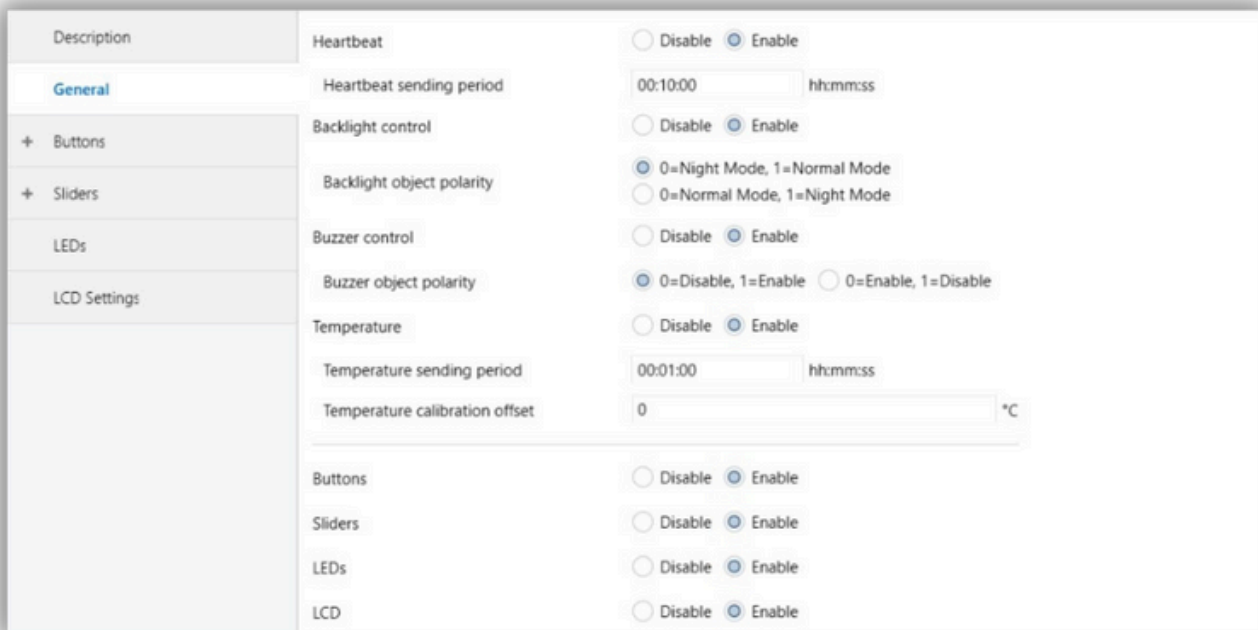 Description
General
+ Buttons
+ Sliders
LEDs
LCD Settings
Heartbeat Disable Enable
Heartbeat sending period 00:10:00 hh:mm:ss
Backlight control Disable Enable
Backlight object polarity 0=Night Mode, 1=Normal Mode
0=Normal Mode, 1=Night Mode
Buzzer control Disable Enable
Buzzer object polarity 0=Disable, 1=Enable 0=Enable, 1=Disable
Temperature Disable Enable
Temperature sending period 00:01:00 hh:mm:ss
Temperature calibration offset 0 °C
Buttons Disable Enable
Sliders Disable Enable
LEDs Disable Enable
LCD Disable Enable